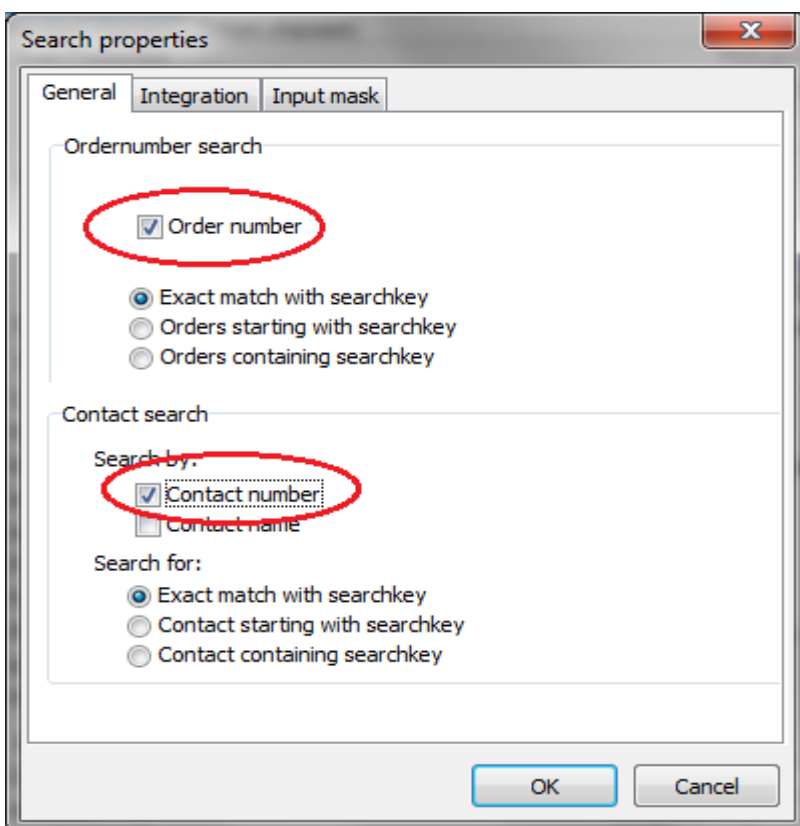 Search properties
General Integration Input mask
Ordernumber search
Order number
Exact match with searchkey
Orders starting with searchkey
Orders containing searchkey
Contact search
Search by:
Contact number
Contact name
Search for:
Exact match with searchkey
Contact starting with searchkey
Contact containing searchkey
OK Cancel